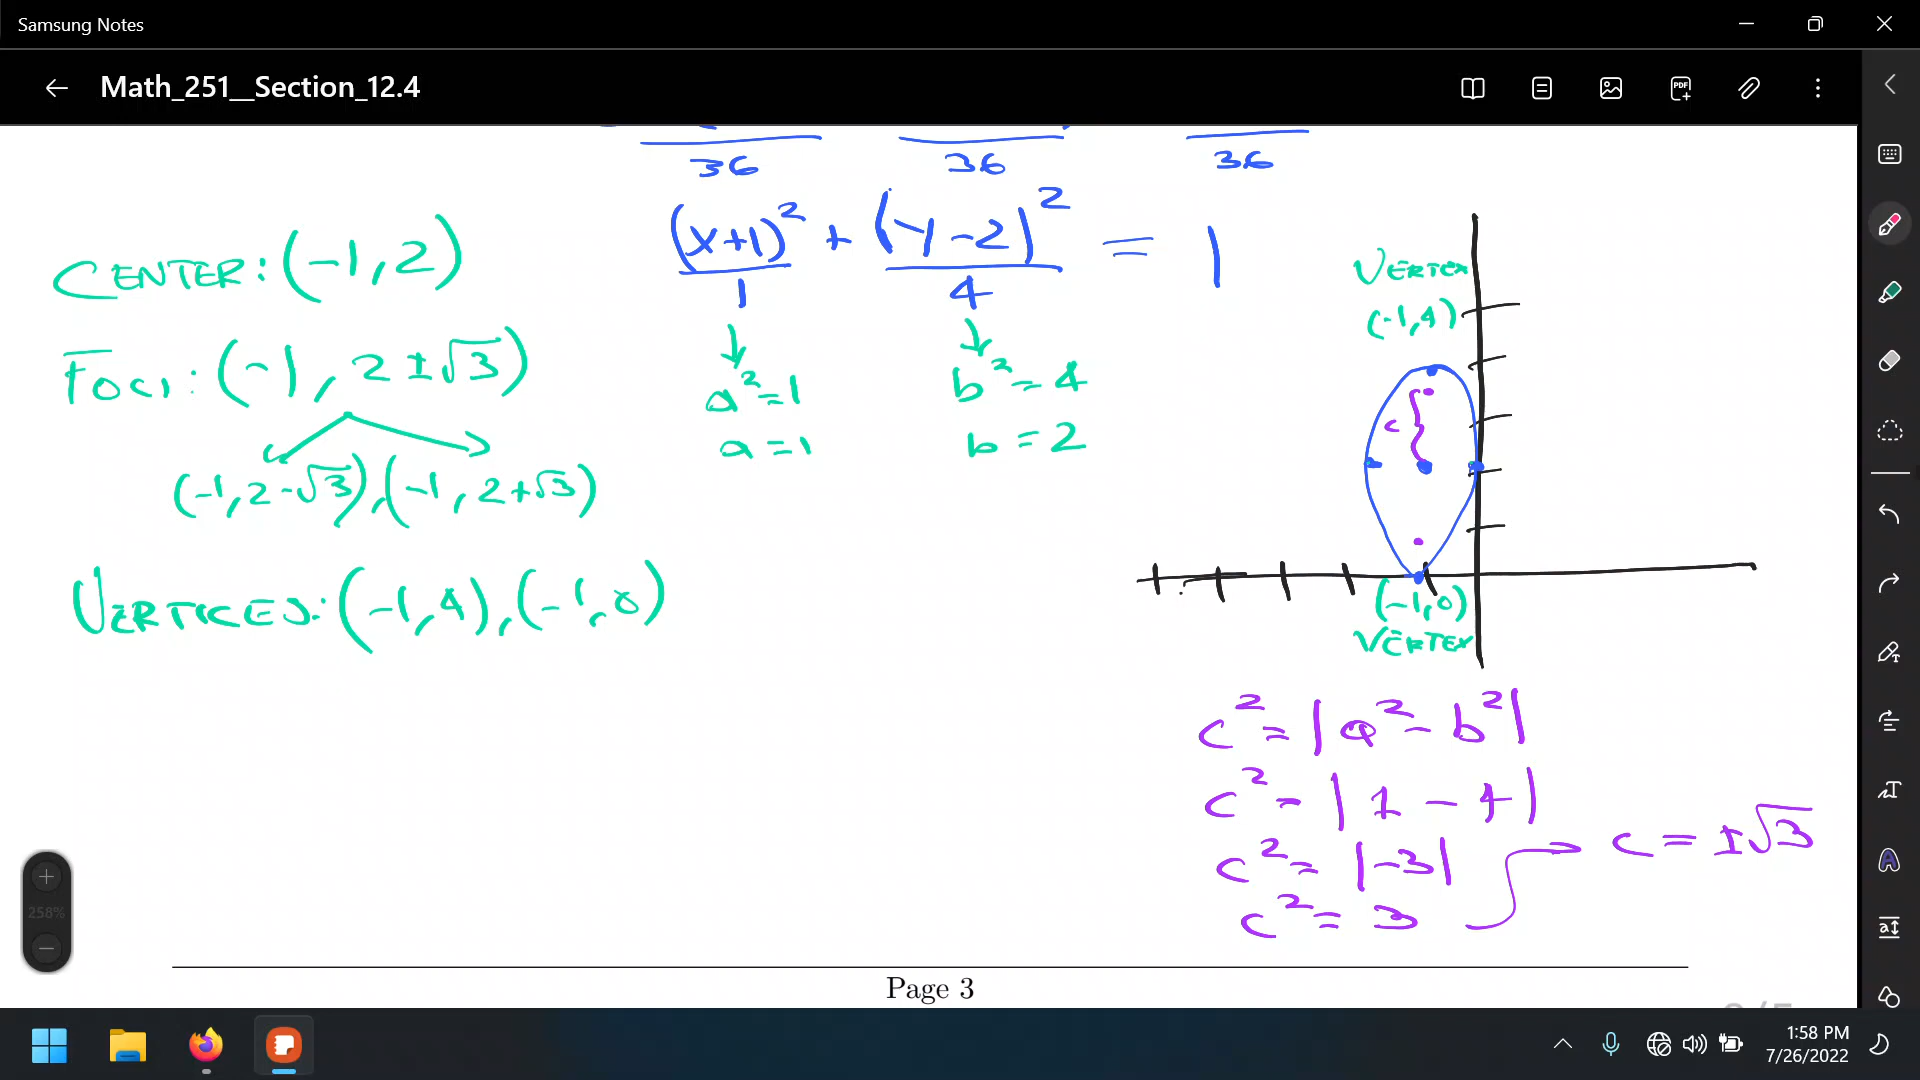 Samsung Notes
Math_251__Section_12.4
36 36 36
(x+1)²/1 + (y-2)²/4 = 1
CENTER: (-1,2)
FOCI: (-1, 2±√3)
(-1,2-√3),(-1, 2+√3)
VERTICES: (-1,4),(-1,0)
a²=1
a=1
b²=4
b=2
VERTEX
(-1,4)
c
(-1,0)
VERTEX
c² = |a² - b²|
c² = |1 - 4|
c² = |-3|
c² = 3
c = ±√3
258%
Page 3
PDF
1:58 PM
7/26/2022